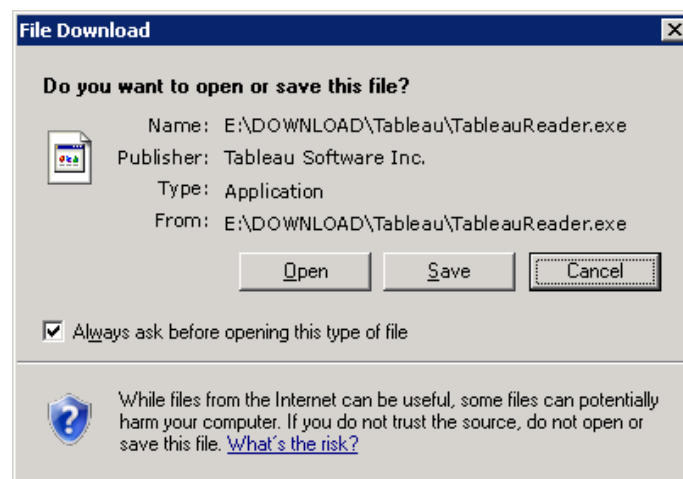 File Download
Do you want to open or save this file?
Name: E:\DOWNLOAD\Tableau\TableauReader.exe
Publisher: Tableau Software Inc.
Type: Application
From: E:\DOWNLOAD\Tableau\TableauReader.exe
Open Save Cancel
Always ask before opening this type of file
While files from the Internet can be useful, some files can potentially
harm your computer. If you do not trust the source, do not open or
save this file. What's the risk?